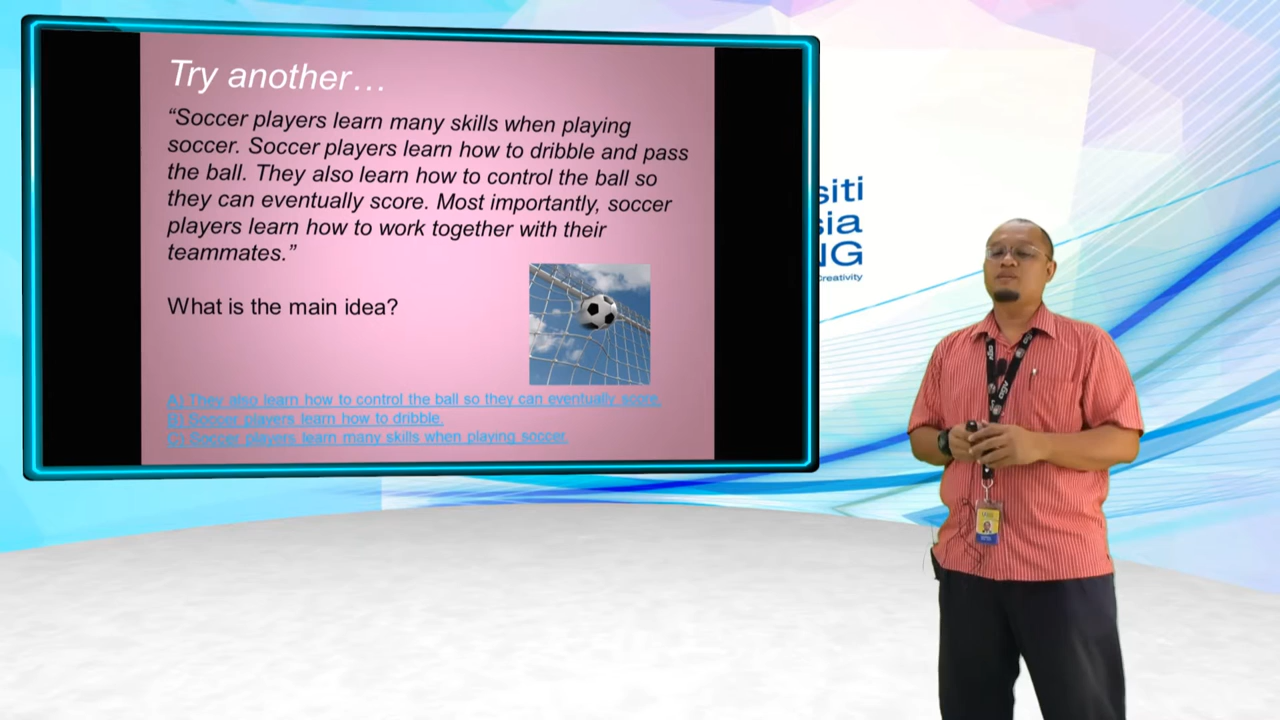 Try another…
“Soccer players learn many skills when playing
soccer. Soccer players learn how to dribble and pass
the ball. They also learn how to control the ball so
they can eventually score. Most importantly, soccer
players learn how to work together with their
teammates.”
What is the main idea?
A) They also learn how to control the ball so they can eventually score.
B) Soccer players learn how to dribble.
C) Soccer players learn many skills when playing soccer.
siti
sia
NG
Creativity